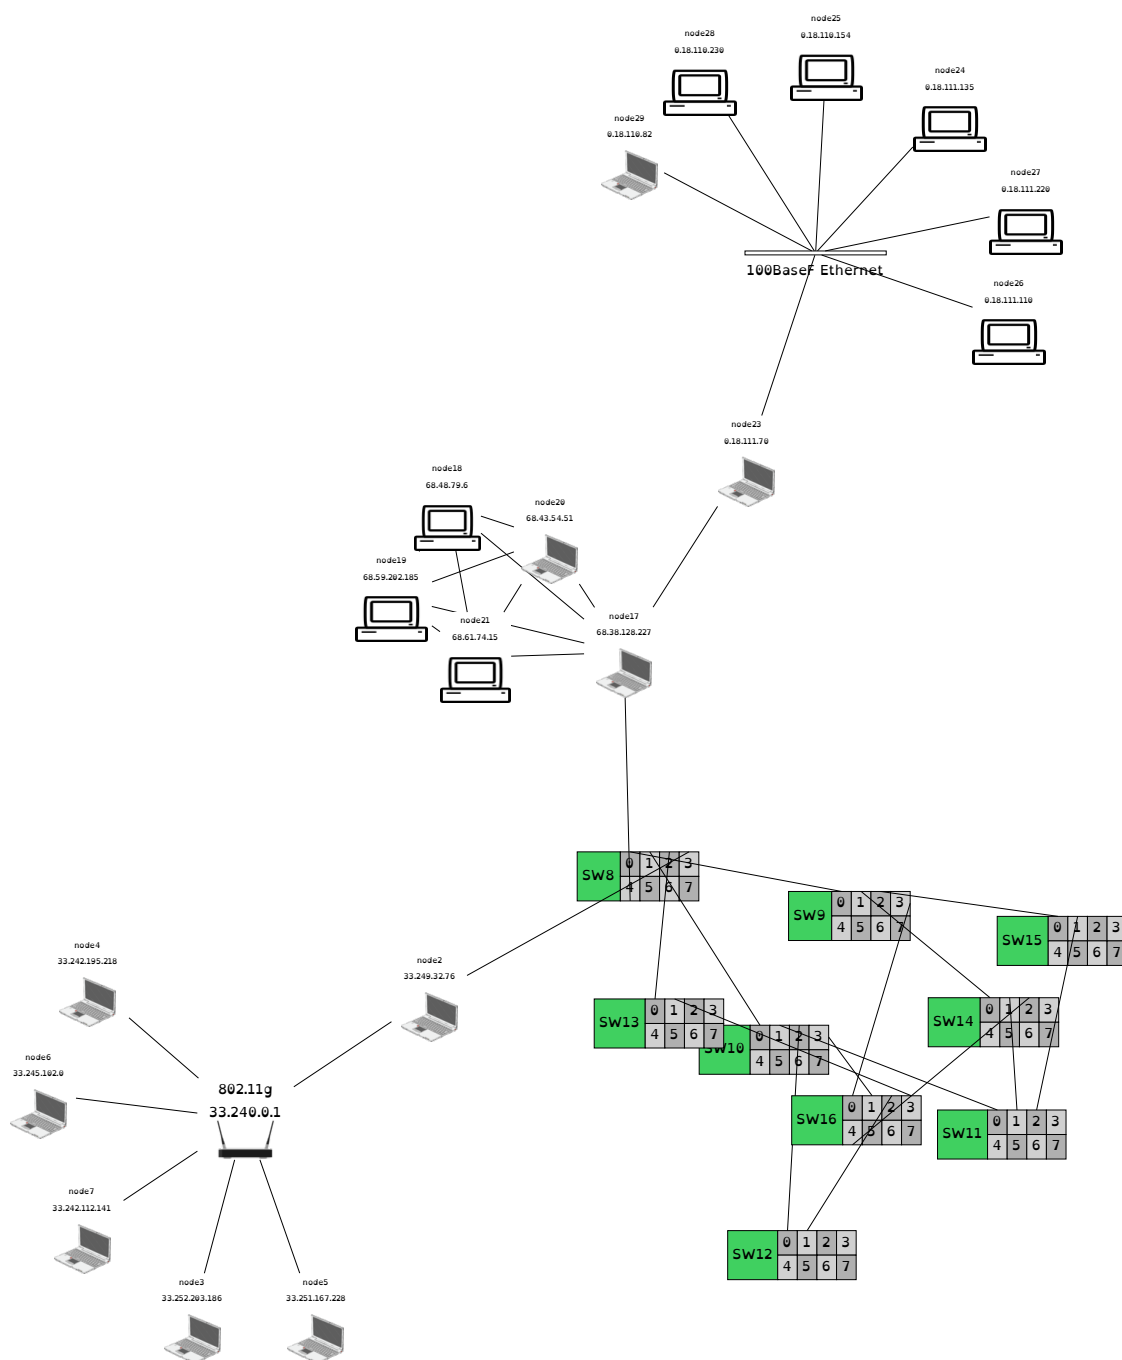 node25
0.18.110.154
node28
0.18.110.230
node24
0.18.111.135
node29
0.18.110.82
node27
0.18.111.220
100BaseF Ethernet
node26
0.18.111.110
node23
0.18.111.70
node18
68.48.79.6
node20
68.43.54.51
node19
68.59.202.185
node21
68.61.74.15
node17
68.38.128.227
SW8
0 1 2 3
4 5 6 7
SW9
0 1 2 3
4 5 6 7
SW15
0 1 2 3
4 5 6 7
node4
33.242.195.218
node2
33.249.32.76
SW13
0 1 2 3
4 5 6 7
SW14
0 1 2 3
4 5 6 7
SW10
0 1 2 3
4 5 6 7
node6
33.245.102.0
802.11g
33.240.0.1
SW16
0 1 2 3
4 5 6 7
SW11
0 1 2 3
4 5 6 7
node7
33.242.112.141
SW12
0 1 2 3
4 5 6 7
node3
33.252.203.186
node5
33.251.167.228